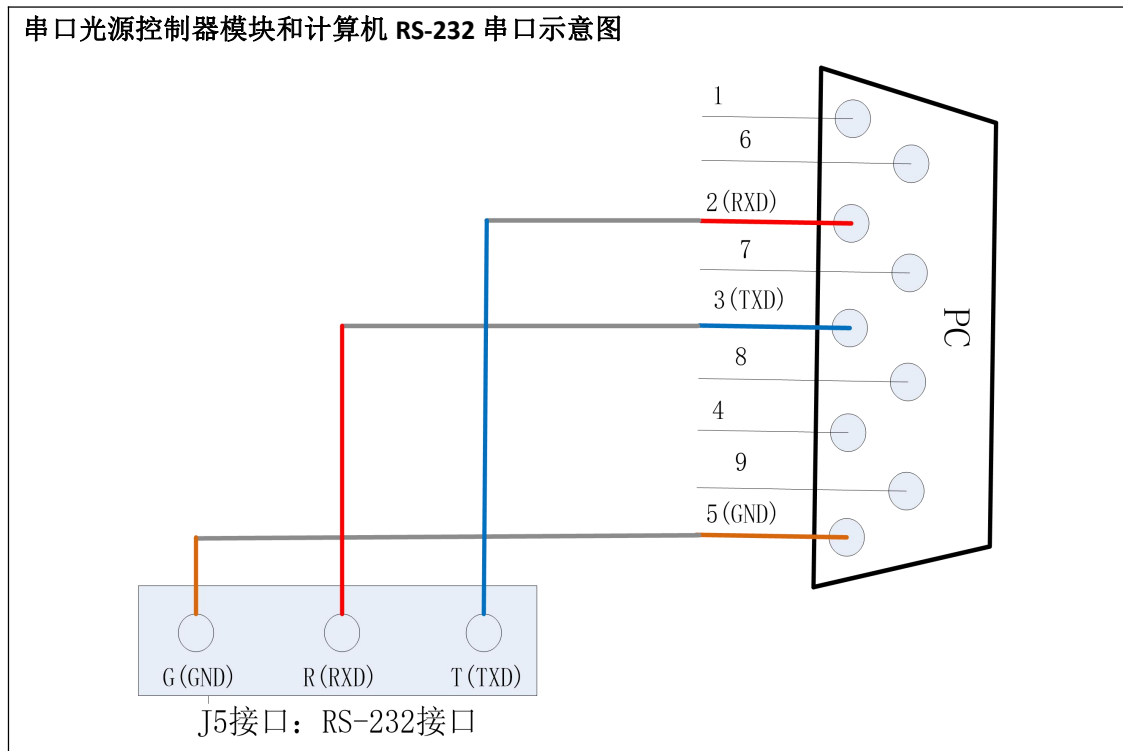 串口光源控制器模块和计算机 RS-232 串口示意图
1
6
2(RXD)
7
3(TXD)
8
4
9
5(GND)
PC
G(GND) R(RXD) T(TXD)
J5接口：RS-232接口